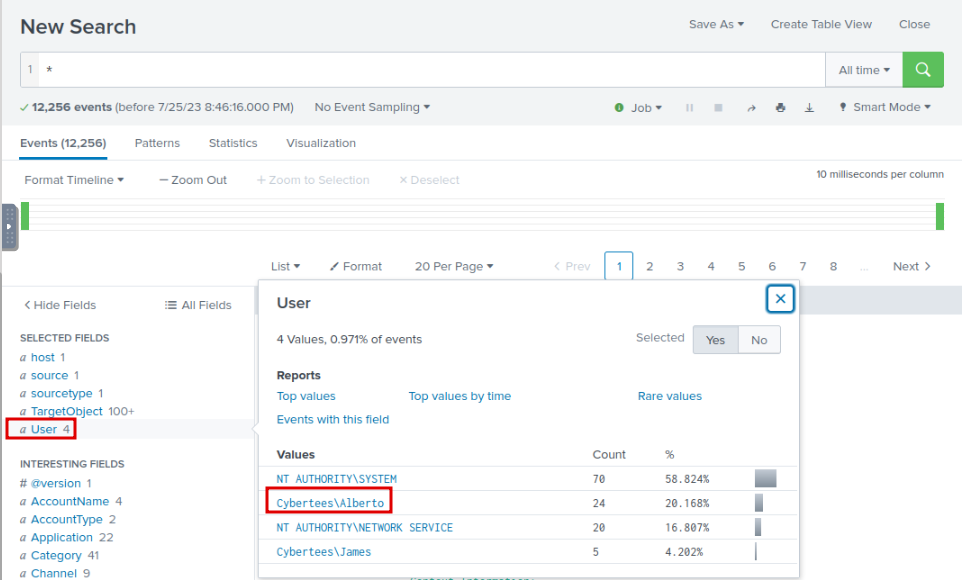 New Search
Save As
Create Table View
Close
1 *
All time
12,256 events (before 7/25/23 8:46:16.000 PM)
No Event Sampling
Job
Smart Mode
Events (12,256)
Patterns
Statistics
Visualization
Format Timeline
− Zoom Out
+ Zoom to Selection
× Deselect
10 milliseconds per column
List
Format
20 Per Page
< Prev
1 2 3 4 5 6 7 8 ...
Next >
< Hide Fields
All Fields
SELECTED FIELDS
a host 1
a source 1
a sourcetype 1
a TargetObject 100+
a User 4
INTERESTING FIELDS
# @version 1
a AccountName 4
a AccountType 2
a Application 22
a Category 41
a Channel 9
User
4 Values, 0.971% of events
Selected
Yes
No
Reports
Top values
Top values by time
Rare values
Events with this field
Values Count %
NT AUTHORITY\SYSTEM 70 58.824%
Cybertees\Alberto 24 20.168%
NT AUTHORITY\NETWORK SERVICE 20 16.807%
Cybertees\James 5 4.202%